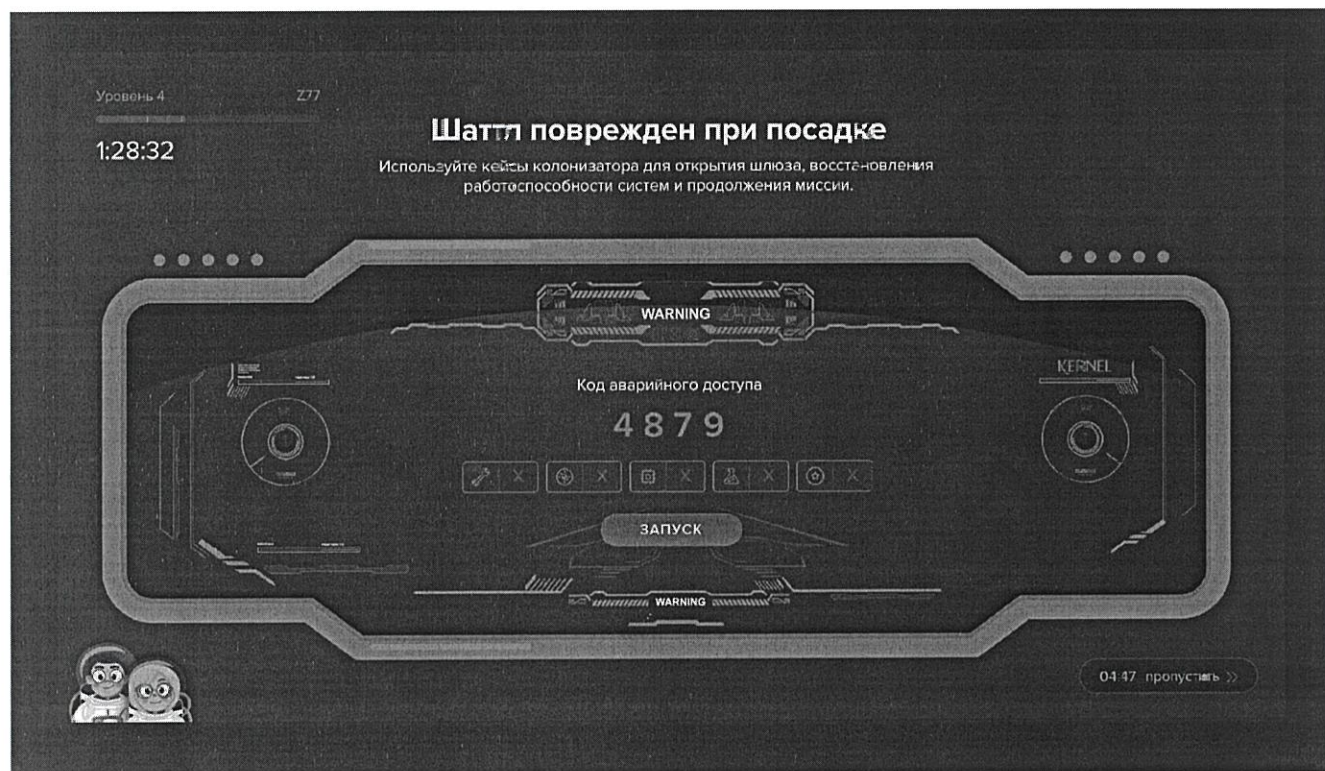 Уровень 4
Z77
1:28:32
Шаттл поврежден при посадке
Используйте кейсы колонизатора для открытия шлюза, восстановления
работоспособности систем и продолжения миссии.
WARNING
KERNEL
Код аварийного доступа
4879
X X X X X
ЗАПУСК
WARNING
04:47 пропустить